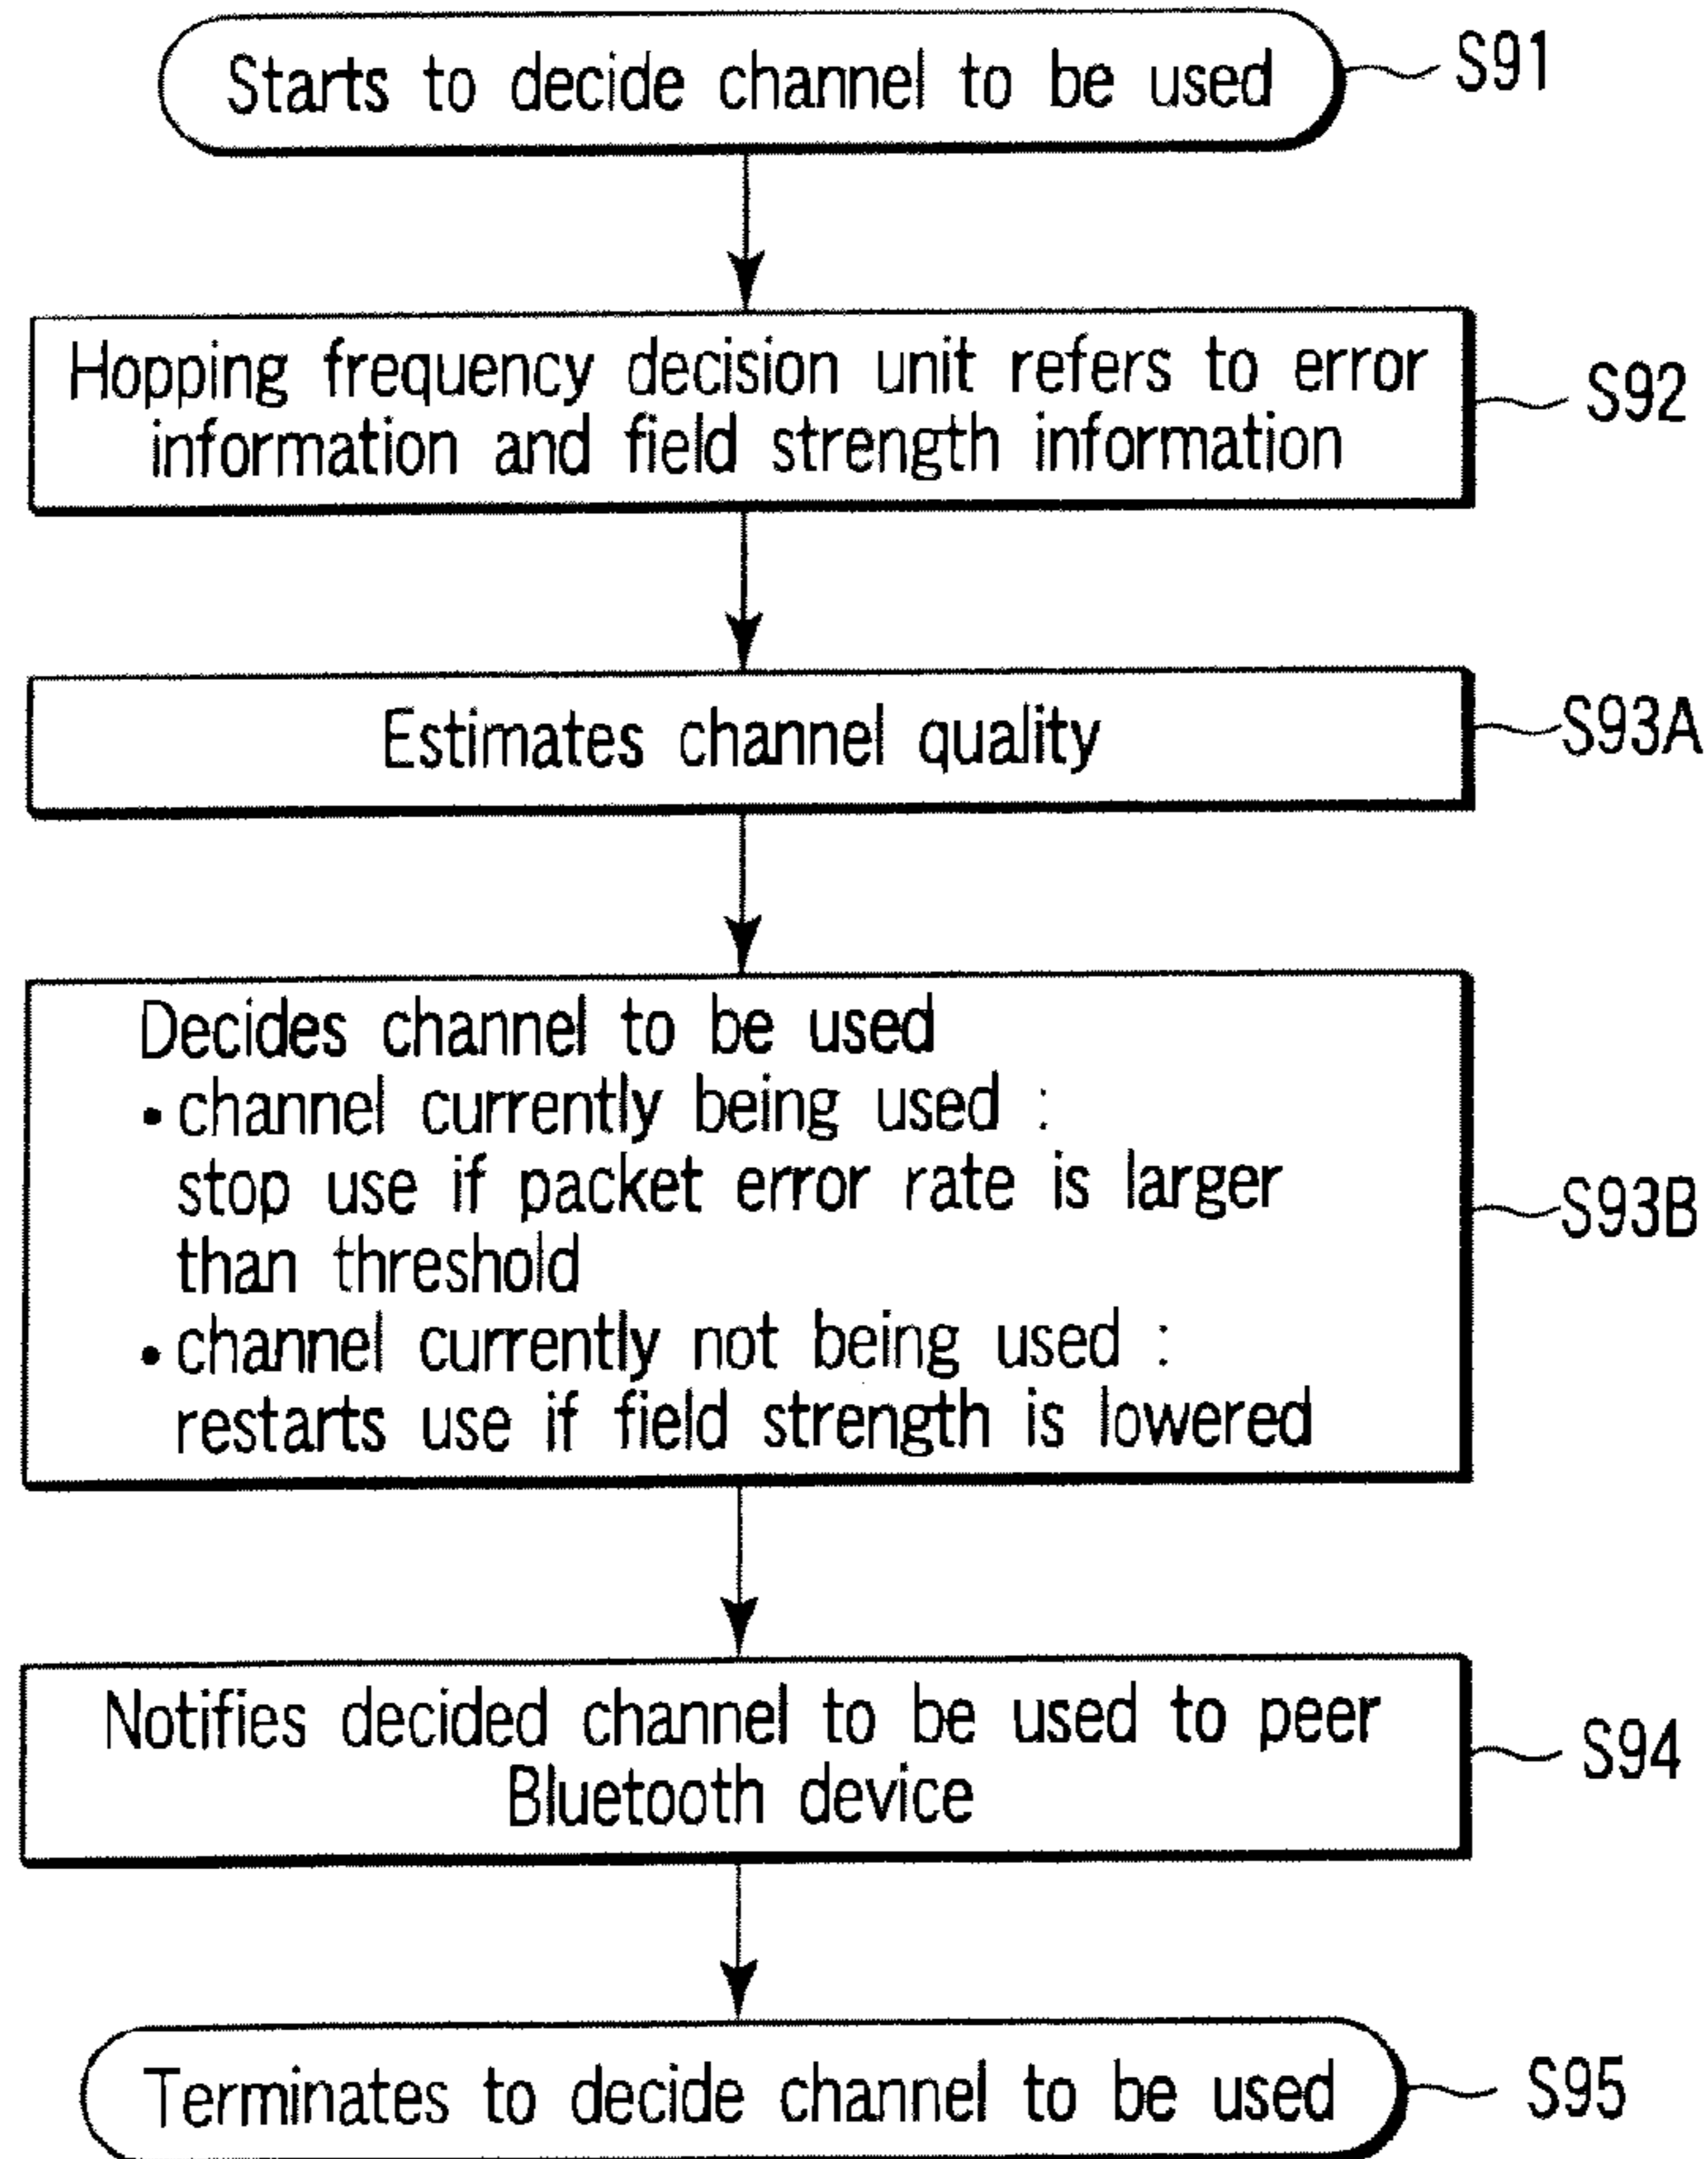 Starts to decide channel to be used
S91
Hopping frequency decision unit refers to error
information and field strength information
S92
Estimates channel quality
S93A
Decides channel to be used
• channel currently being used :
stop use if packet error rate is larger
than threshold
• channel currently not being used :
restarts use if field strength is lowered
S93B
Notifies decided channel to be used to peer
Bluetooth device
S94
Terminates to decide channel to be used
S95